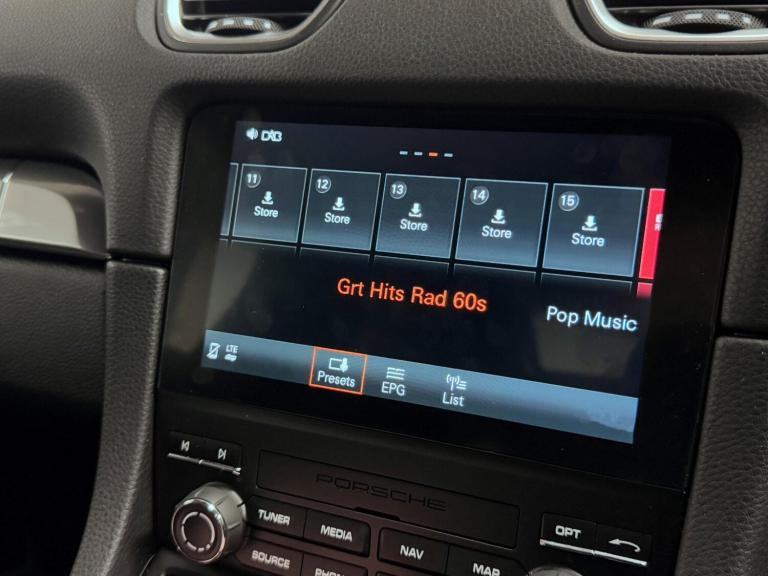 DAB
11 12 13 14 15
Store Store Store Store Store
Grt Hits Rad 60s
Pop Music
LTE
Presets EPG List
PORSCHE
TUNER MEDIA NAV MAP OPT
SOURCE